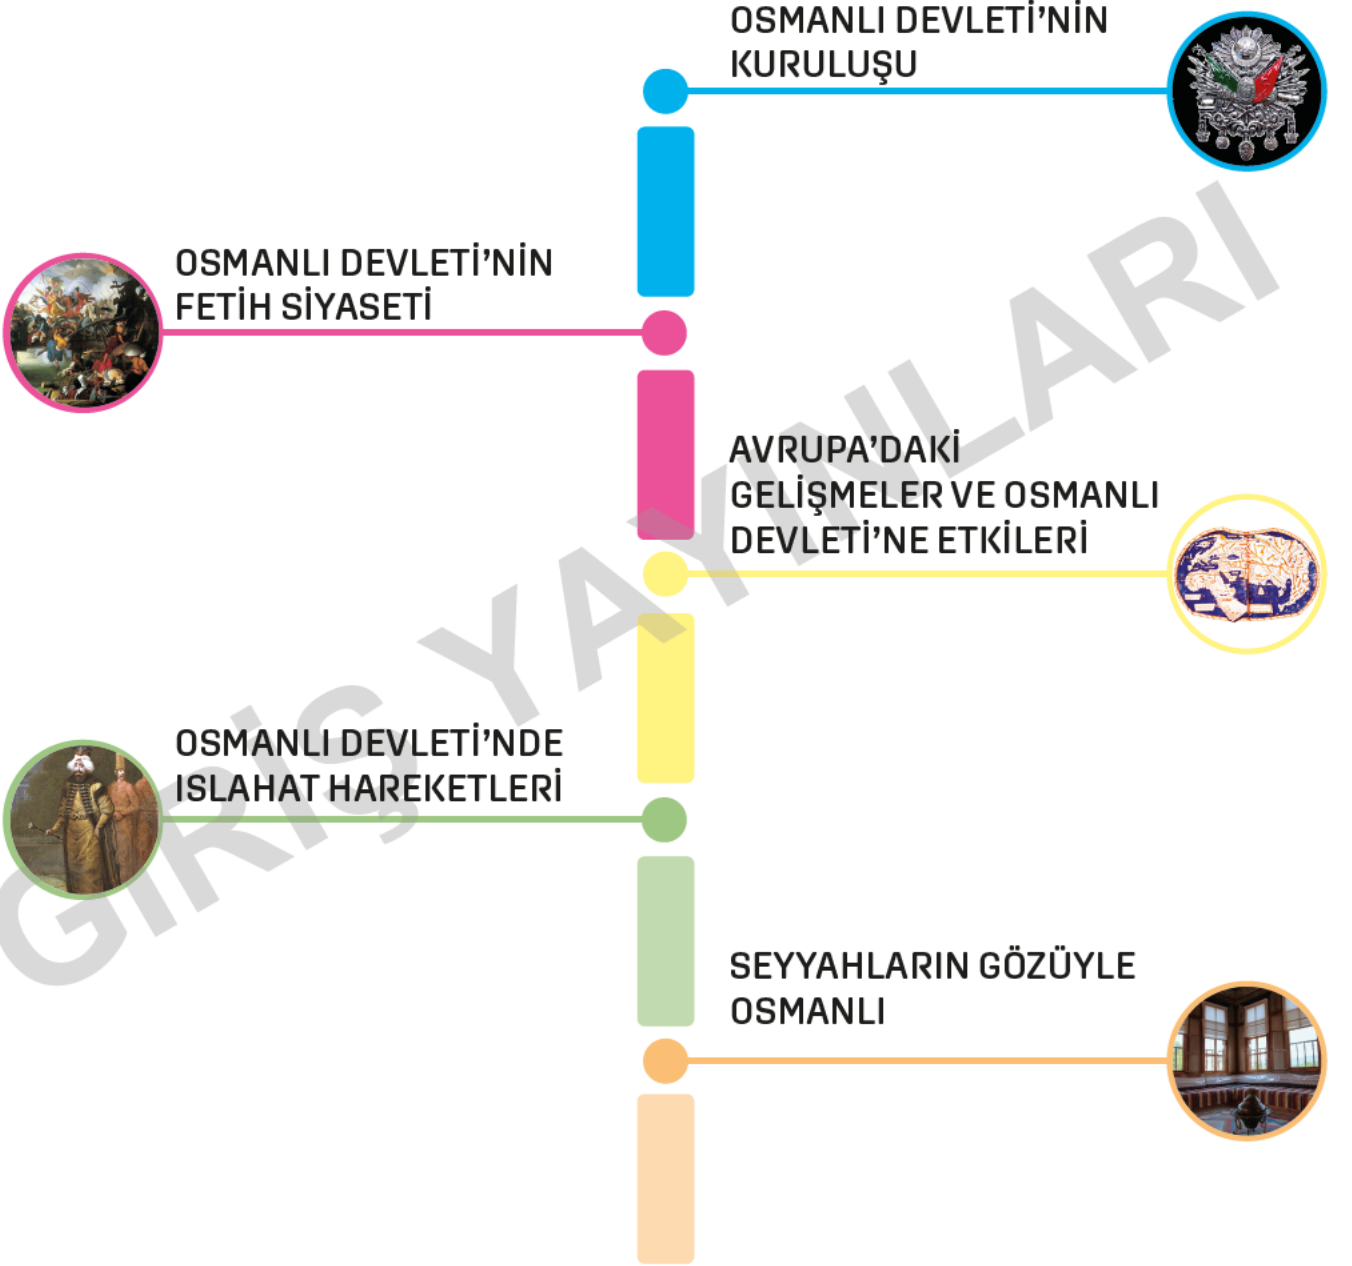 OSMANLI DEVLETİ’NİN
KURULUŞU
OSMANLI DEVLETİ’NİN
FETİH SİYASETİ
AVRUPA’DAKİ
GELİŞMELER VE OSMANLI
DEVLETİ’NE ETKİLERİ
OSMANLI DEVLETİ’NDE
ISLAHAT HAREKETLERİ
SEYYAHLARIN GÖZÜYLE
OSMANLI
GİRİŞ YAYINLARI